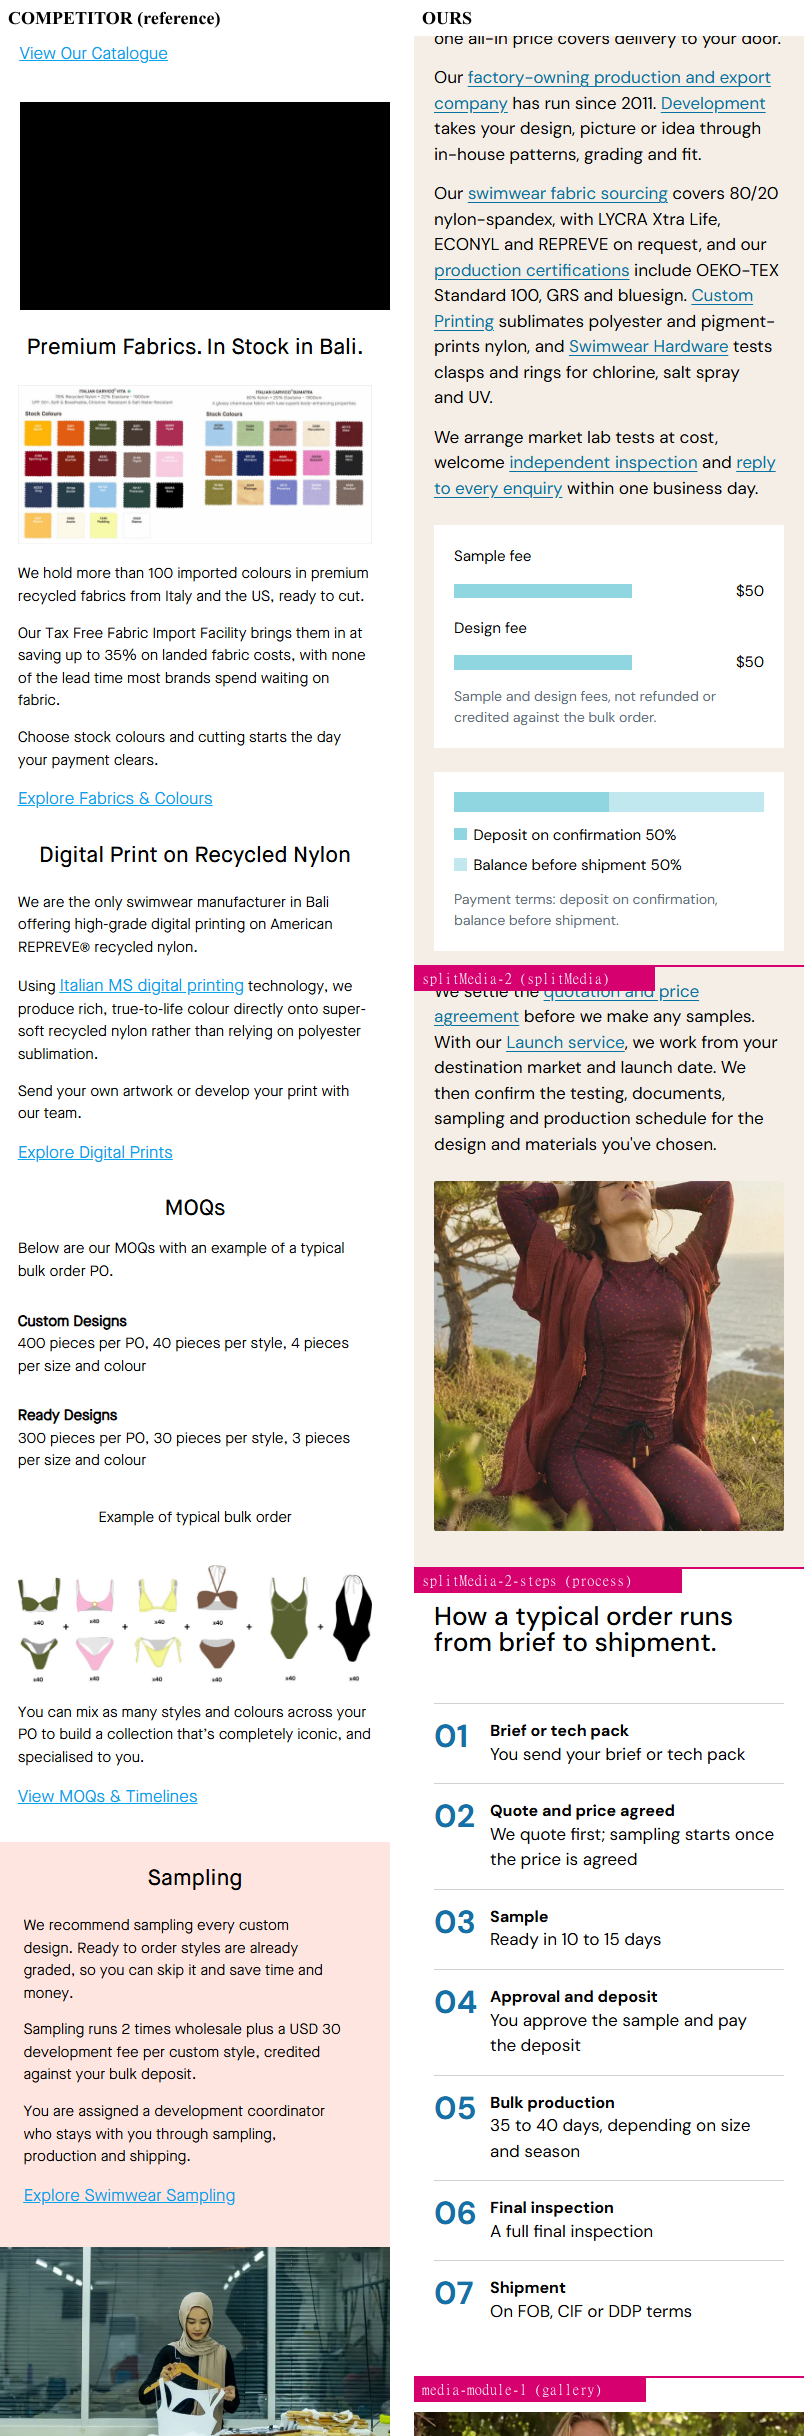 COMPETITOR (reference)
View Our Catalogue
Premium Fabrics. In Stock in Bali.
Stock Colours
Stock Colours
We hold more than 100 imported colours in premium
recycled fabrics from Italy and the US, ready to cut.
Our Tax Free Fabric Import Facility brings them in at
saving up to 35% on landed fabric costs, with none
of the lead time most brands spend waiting on
fabric.
Choose stock colours and cutting starts the day
your payment clears.
Explore Fabrics & Colours
Digital Print on Recycled Nylon
We are the only swimwear manufacturer in Bali
offering high-grade digital printing on American
REPREVE® recycled nylon.
Using Italian MS digital printing technology, we
produce rich, true-to-life colour directly onto super-
soft recycled nylon rather than relying on polyester
sublimation.
Send your own artwork or develop your print with
our team.
Explore Digital Prints
MOQs
Below are our MOQs with an example of a typical
bulk order PO.
Custom Designs
400 pieces per PO, 40 pieces per style, 4 pieces
per size and colour
Ready Designs
300 pieces per PO, 30 pieces per style, 3 pieces
per size and colour
Example of typical bulk order
x40 x40 x40 x40
+ + + + +
x40 x40 x40 x40 x40 x40
You can mix as many styles and colours across your
PO to build a collection that's completely iconic, and
specialised to you.
View MOQs & Timelines
Sampling
We recommend sampling every custom
design. Ready to order styles are already
graded, so you can skip it and save time and
money.
Sampling runs 2 times wholesale plus a USD 30
development fee per custom style, credited
against your bulk deposit.
You are assigned a development coordinator
who stays with you through sampling,
production and shipping.
Explore Swimwear Sampling
OURS
one all-in price covers delivery to your door.
Our factory-owning production and export
company has run since 2011. Development
takes your design, picture or idea through
in-house patterns, grading and fit.
Our swimwear fabric sourcing covers 80/20
nylon-spandex, with LYCRA Xtra Life,
ECONYL and REPREVE on request, and our
production certifications include OEKO-TEX
Standard 100, GRS and bluesign. Custom
Printing sublimates polyester and pigment-
prints nylon, and Swimwear Hardware tests
clasps and rings for chlorine, salt spray
and UV.
We arrange market lab tests at cost,
welcome independent inspection and reply
to every enquiry within one business day.
Sample fee
$50
Design fee
$50
Sample and design fees, not refunded or
credited against the bulk order.
Deposit on confirmation 50%
Balance before shipment 50%
Payment terms: deposit on confirmation,
balance before shipment.
splitMedia-2 (splitMedia)
We settle the quotation and price
agreement before we make any samples.
With our Launch service, we work from your
destination market and launch date. We
then confirm the testing, documents,
sampling and production schedule for the
design and materials you've chosen.
splitMedia-2-steps (process)
How a typical order runs
from brief to shipment.
01 Brief or tech pack
You send your brief or tech pack
02 Quote and price agreed
We quote first; sampling starts once
the price is agreed
03 Sample
Ready in 10 to 15 days
04 Approval and deposit
You approve the sample and pay
the deposit
05 Bulk production
35 to 40 days, depending on size
and season
06 Final inspection
A full final inspection
07 Shipment
On FOB, CIF or DDP terms
media-module-1 (gallery)